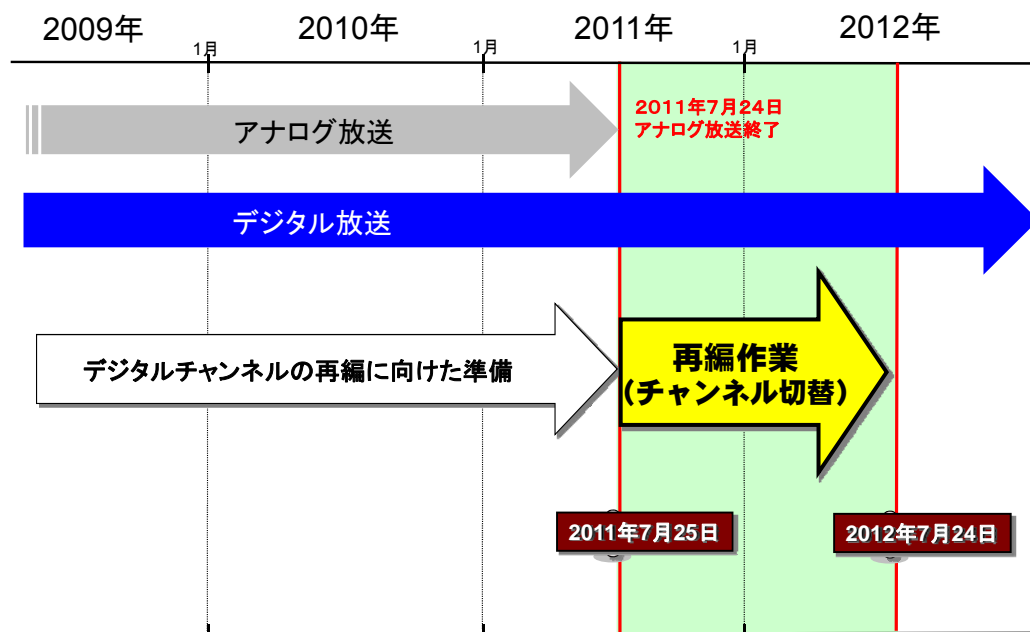 2009年
2010年
2011年
2012年
1月
1月
1月
アナログ放送
2011年7月24日
アナログ放送終了
デジタル放送
デジタルチャンネルの再編に向けた準備
再編作業
(チャンネル切替)
2011年7月25日
2012年7月24日